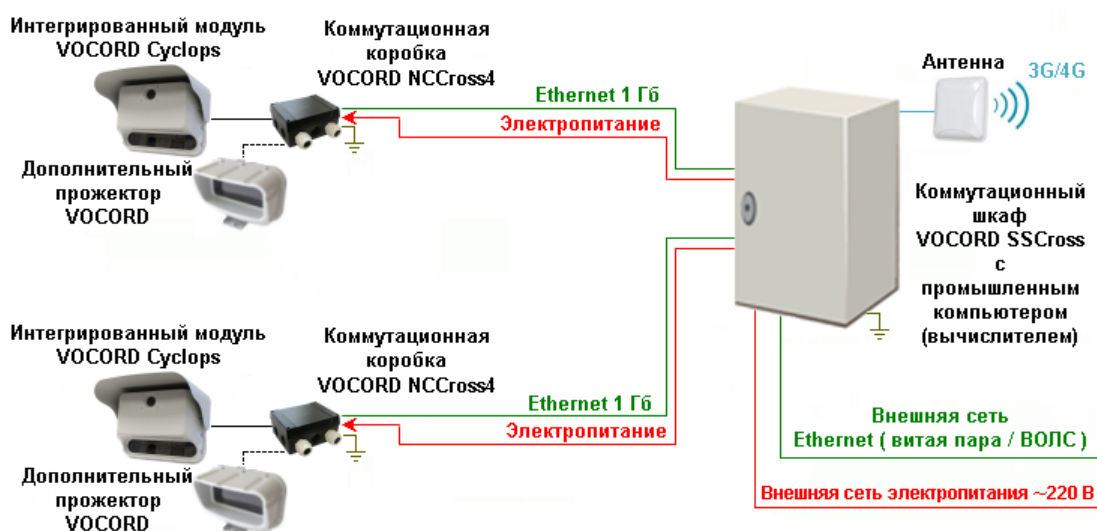 Интегрированный модуль
VOCORD Cyclops
Коммутационная
коробка
VOCORD NCCross4
Ethernet 1 Гб
Электропитание
Дополнительный
прожектор
VOCORD
Антенна
3G/4G
Коммутационный
шкаф
VOCORD SSCross
с
промышленным
компьютером
(вычислителем)
Интегрированный модуль
VOCORD Cyclops
Коммутационная
коробка
VOCORD NCCross4
Ethernet 1 Гб
Электропитание
Дополнительный
прожектор
VOCORD
Внешняя сеть
Ethernet ( витая пара / ВОЛС )
Внешняя сеть электропитания ~220 В